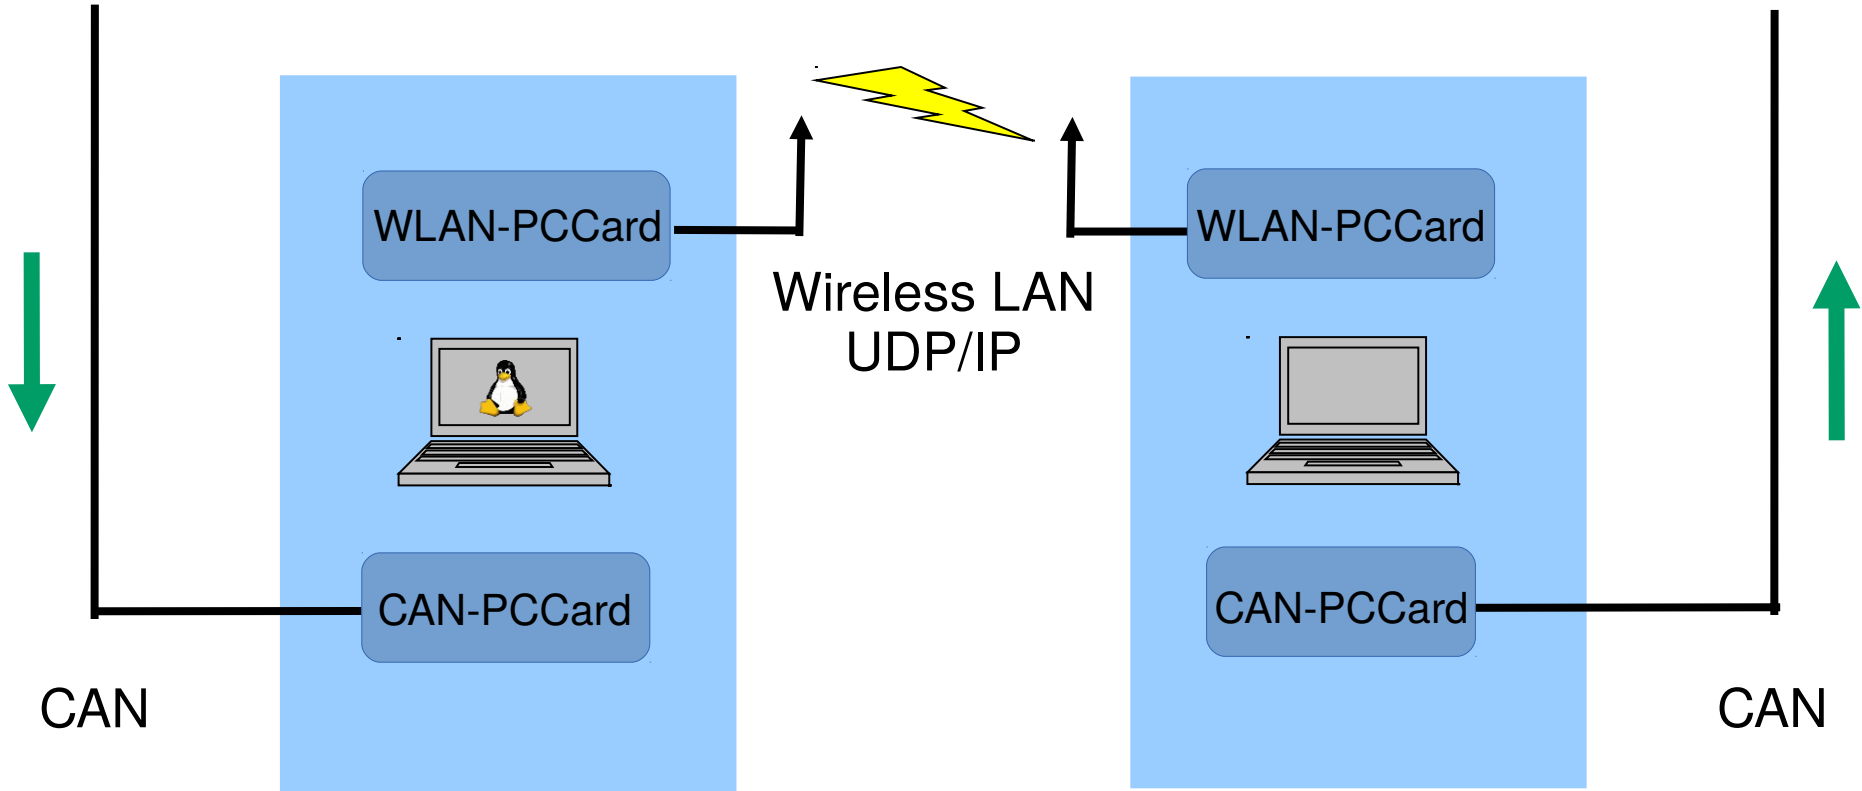 WLAN-PCCard
WLAN-PCCard
Wireless LAN
UDP/IP
CAN-PCCard
CAN-PCCard
CAN
CAN